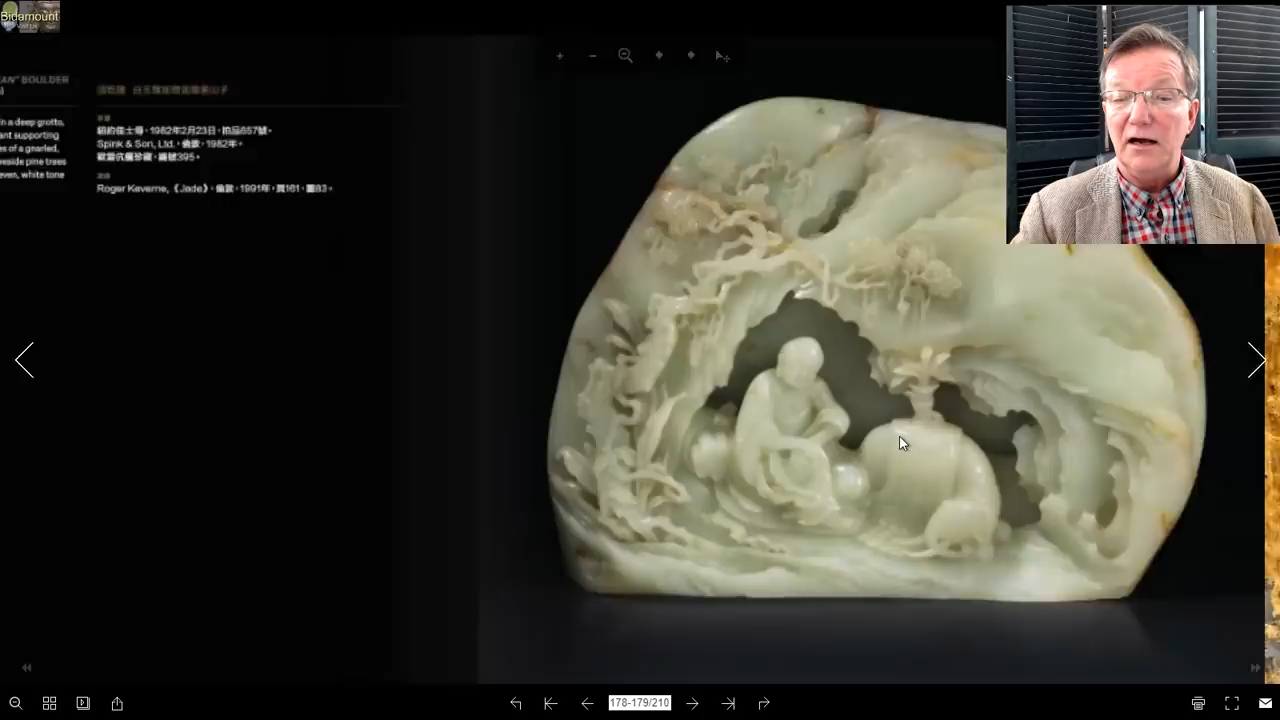 Bidamount
AN" BOULDER
in a deep grotto,
ant supporting
es of a gnarled,
beside pine trees
even, white tone
紐約佳士得，1982年2月23日，拍品657號。
Spink & Son, Ltd.，倫敦，1982年。
Roger Keverne,《Jade》，倫敦，1991年，頁161，圖83。
178-179/210